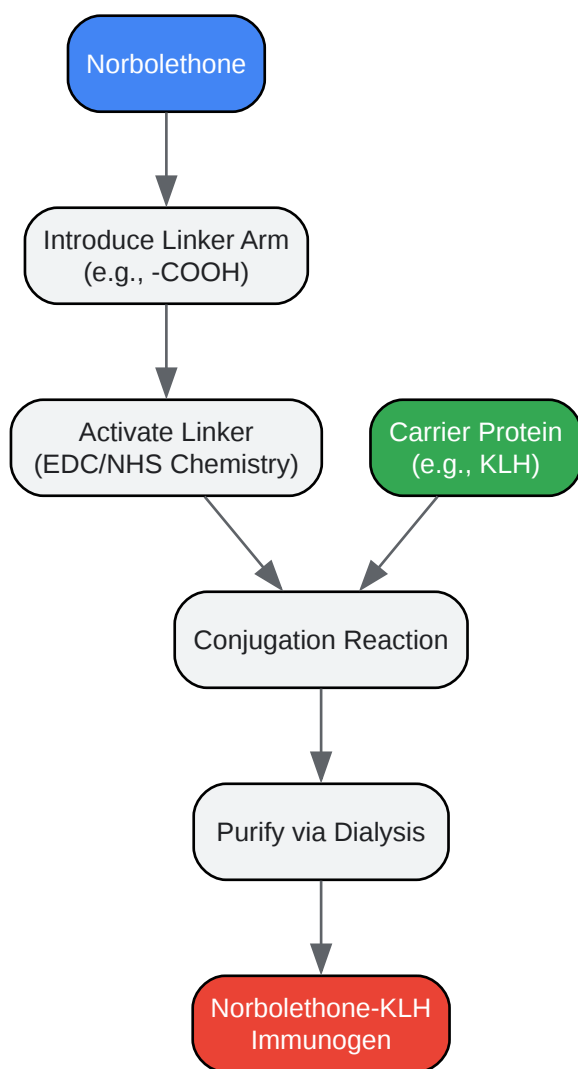 Norbolethone
Introduce Linker Arm
(e.g., -COOH)
Activate Linker
(EDC/NHS Chemistry)
Carrier Protein
(e.g., KLH)
Conjugation Reaction
Purify via Dialysis
Norbolethone-KLH
Immunogen